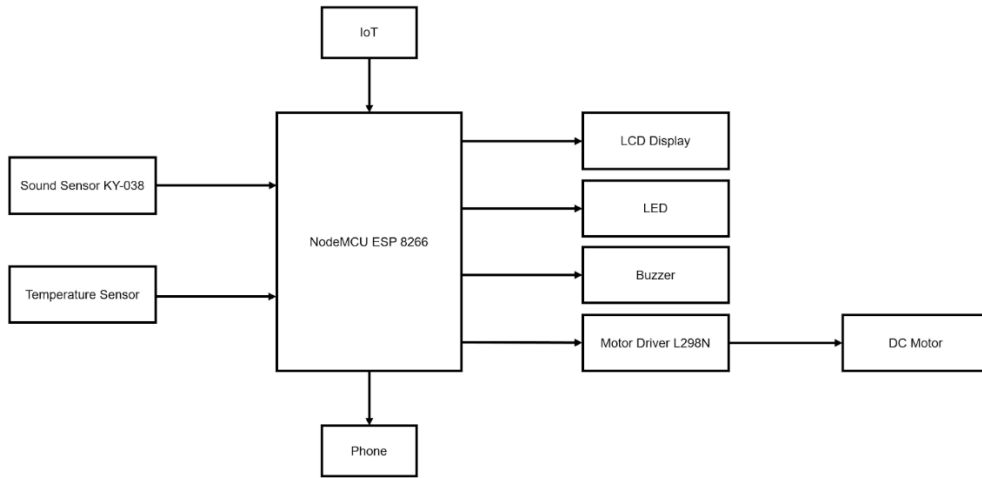 IoT
Sound Sensor KY-038
Temperature Sensor
NodeMCU ESP 8266
LCD Display
LED
Buzzer
Motor Driver L298N
DC Motor
Phone